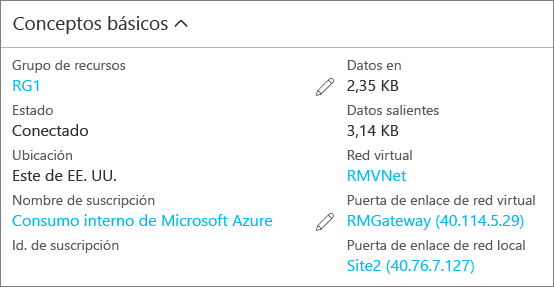 Conceptos básicos
Grupo de recursos
RG1
Estado
Conectado
Ubicación
Este de EE. UU.
Nombre de suscripción
Consumo interno de Microsoft Azure
Id. de suscripción
Datos en
2,35 KB
Datos salientes
3,14 KB
Red virtual
RMVNet
Puerta de enlace de red virtual
RMGateway (40.114.5.29)
Puerta de enlace de red local
Site2 (40.76.7.127)